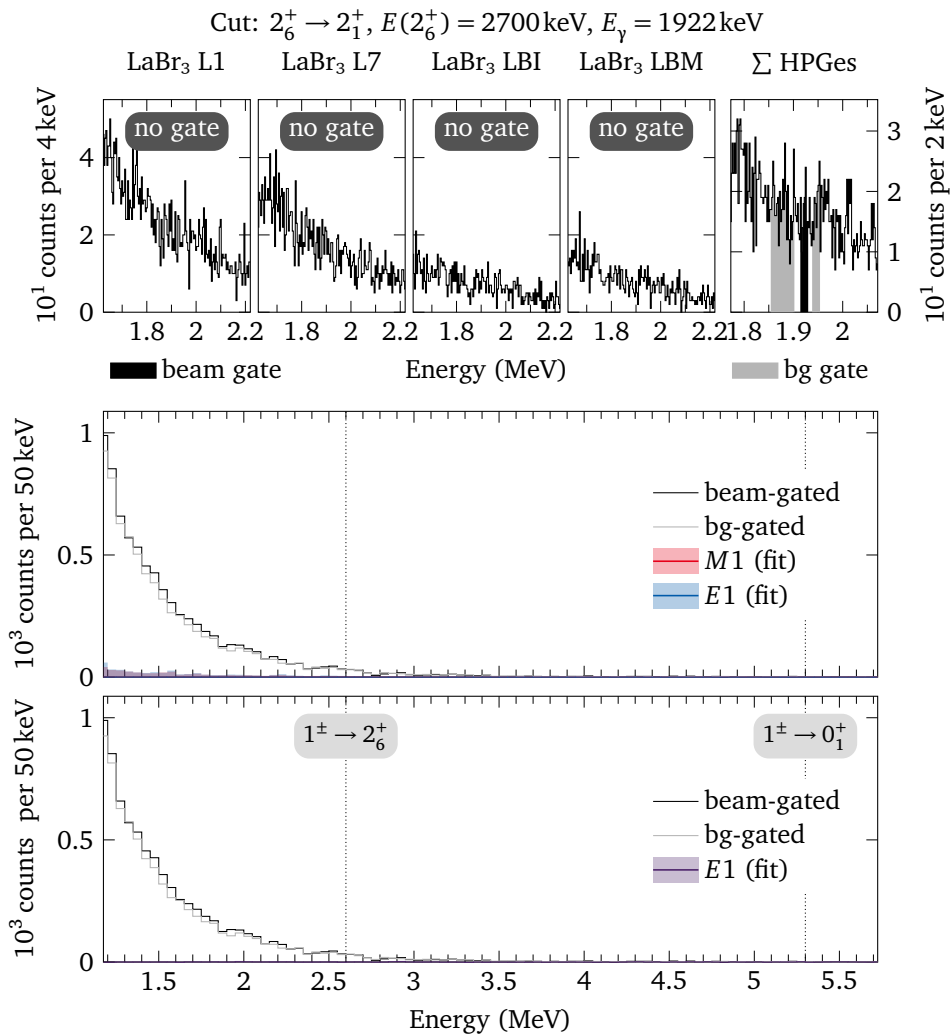 Cut: 2₆⁺ → 2₁⁺, E(2₆⁺) = 2700 keV, Eγ = 1922 keV
LaBr₃ L1 LaBr₃ L7 LaBr₃ LBI LaBr₃ LBM ∑ HPGes
no gate no gate no gate no gate
10¹ counts per 4 keV
0 2 4
10¹ counts per 2 keV
0 1 2 3
1.8 2 2.2 1.8 2 2.2 1.8 2 2.2 1.8 2 2.2 1.8 1.9 2
beam gate Energy (MeV) bg gate
10³ counts per 50 keV
1
0.5
0
beam-gated
bg-gated
M1 (fit)
E1 (fit)
10³ counts per 50 keV
1
0.5
0
1± → 2₆⁺ 1± → 0₁⁺
beam-gated
bg-gated
E1 (fit)
1.5 2 2.5 3 3.5 4 4.5 5 5.5
Energy (MeV)